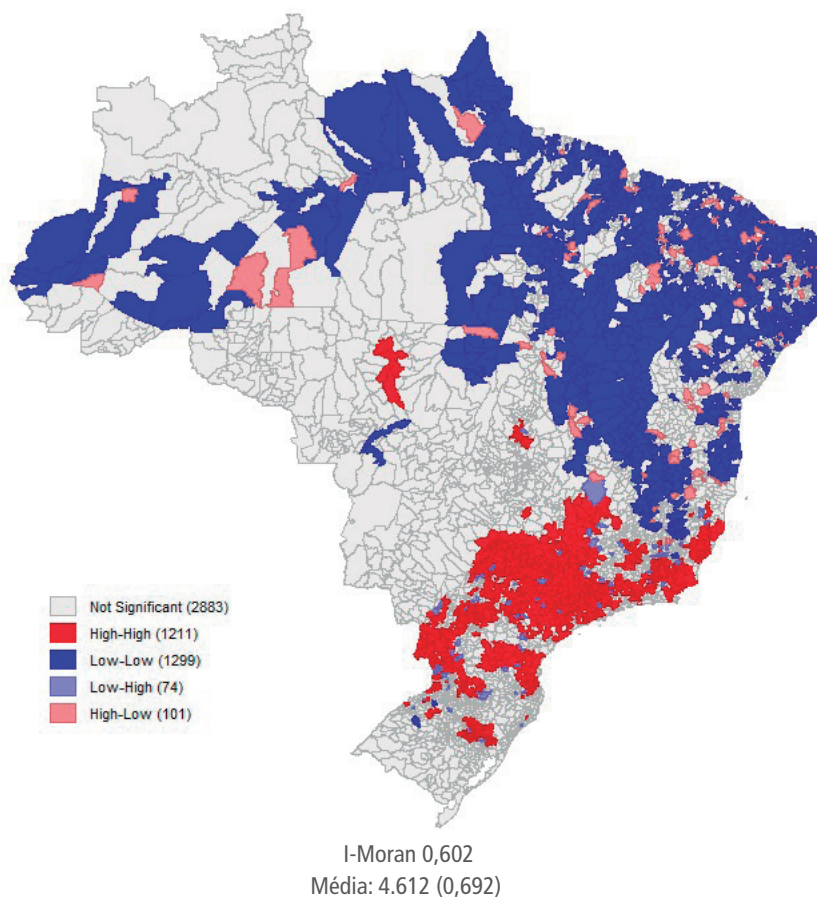 Not Significant (2883)
High-High (1211)
Low-Low (1299)
Low-High (74)
High-Low (101)
I-Moran 0,602
Média: 4.612 (0,692)